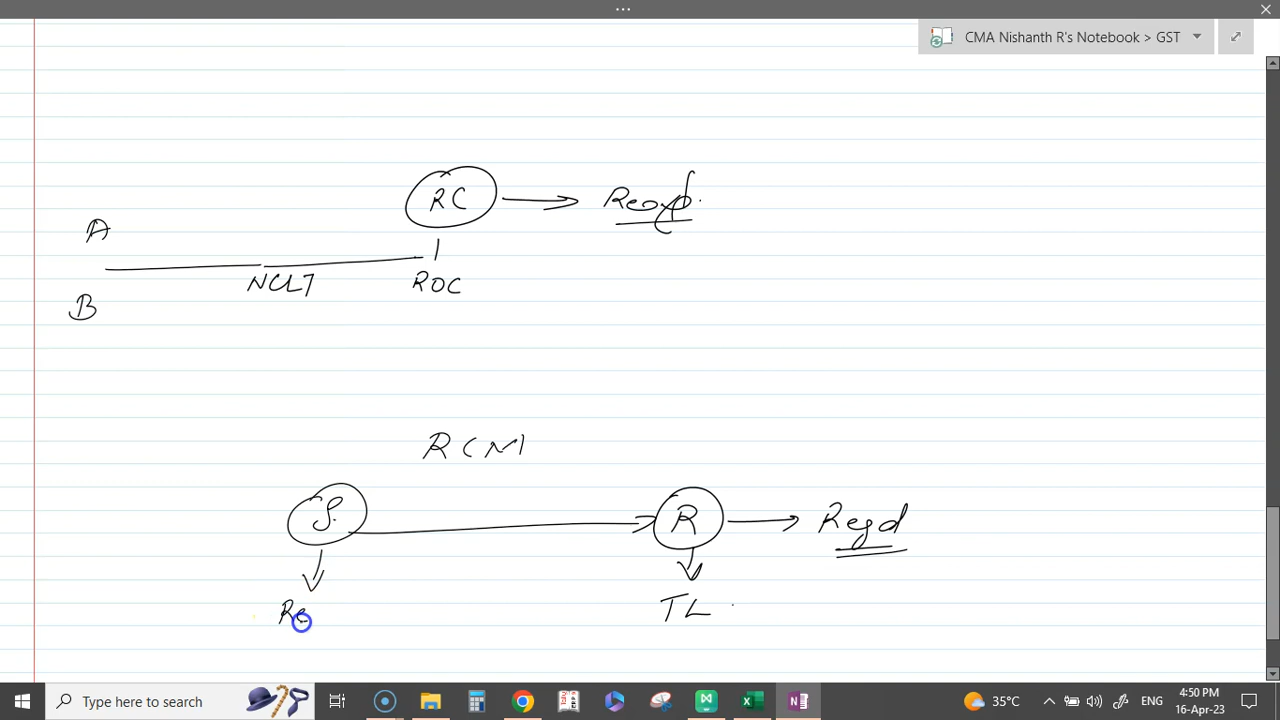 ...
CMA Nishanth R's Notebook > GST
RC
Regd.
A
NCLT
ROC
B
RCM
S.
R
Regd
Re
TL
Type here to search
35°C
ENG
4:50 PM
16-Apr-23